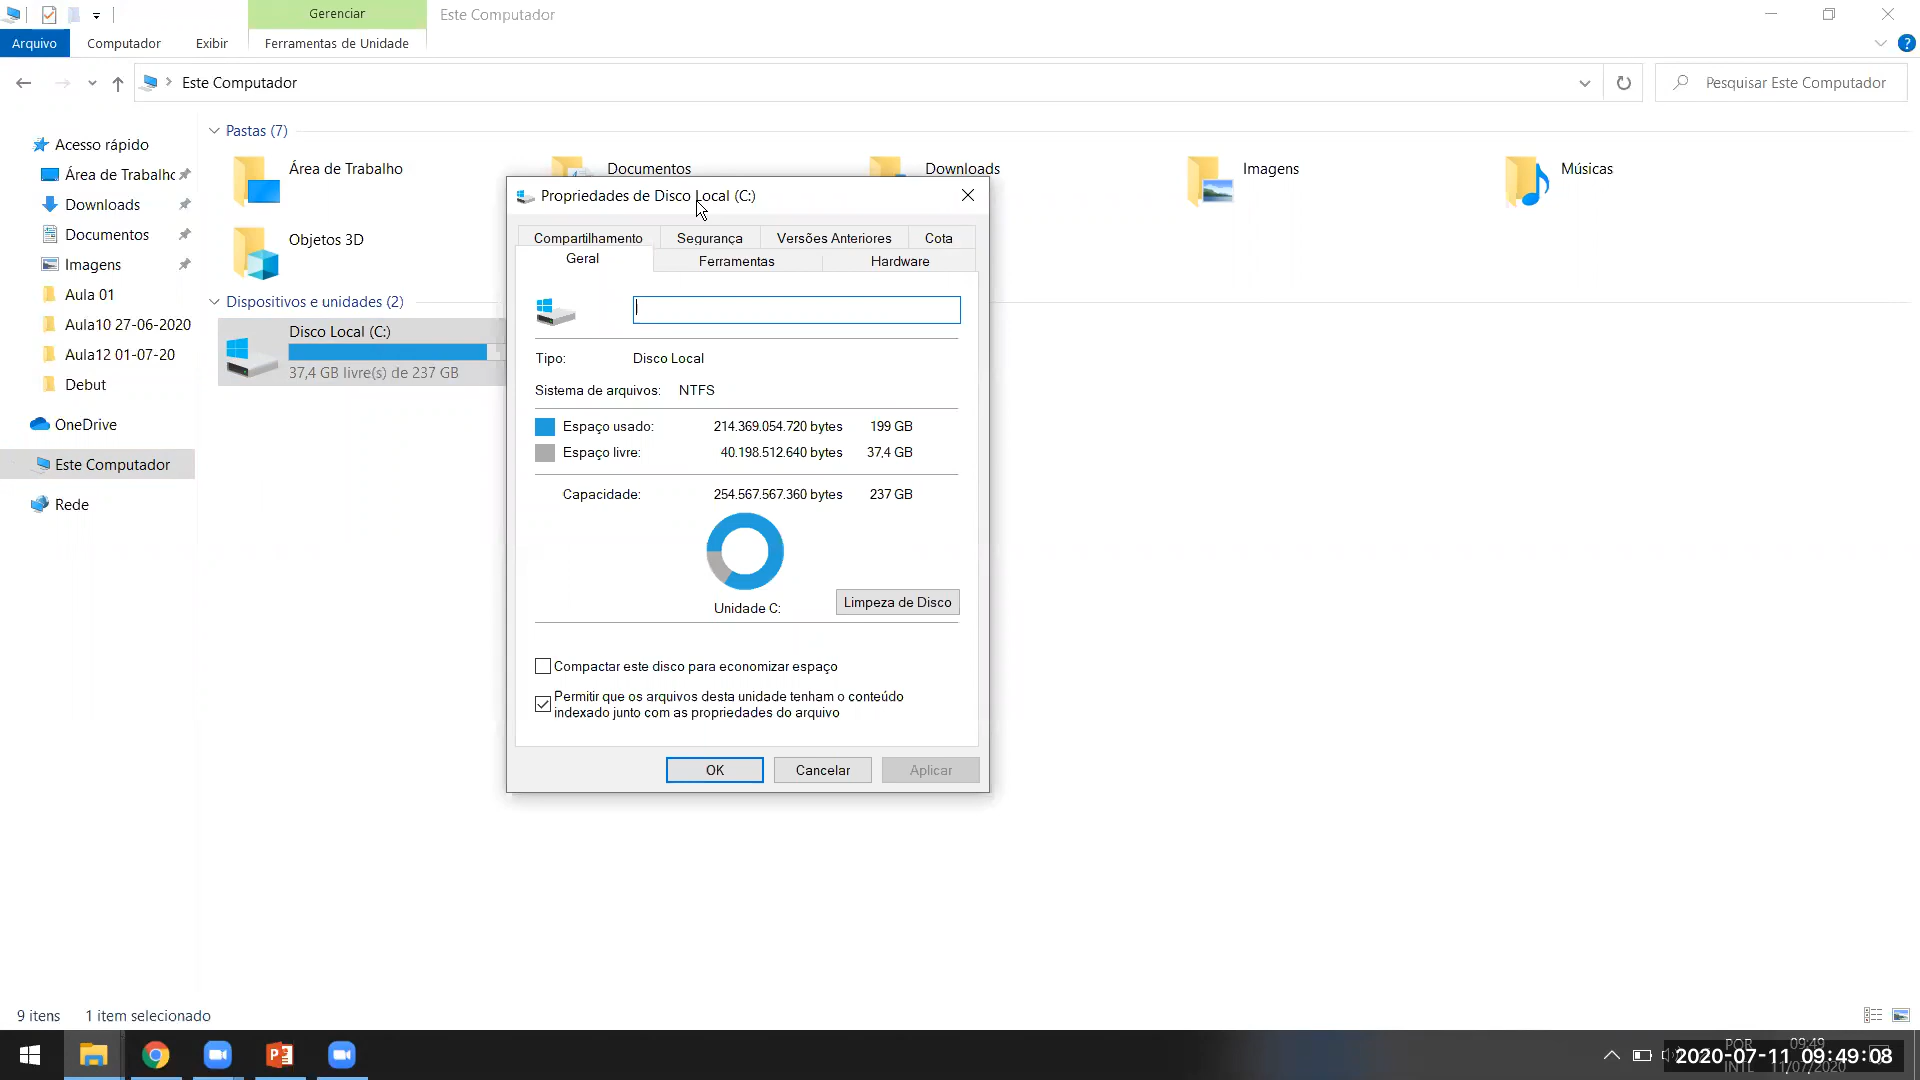 Gerenciar
Este Computador
Arquivo
Computador
Exibir
Ferramentas de Unidade
Este Computador
Pesquisar Este Computador
Acesso rápido
Área de Trabalho
Downloads
Documentos
Imagens
Aula 01
Aula10 27-06-2020
Aula12 01-07-20
Debut
OneDrive
Este Computador
Rede
Pastas (7)
Área de Trabalho
Documentos
Downloads
Imagens
Músicas
Objetos 3D
Dispositivos e unidades (2)
Disco Local (C:)
37,4 GB livre(s) de 237 GB
Propriedades de Disco Local (C:)
Compartilhamento
Segurança
Versões Anteriores
Cota
Geral
Ferramentas
Hardware
Tipo: Disco Local
Sistema de arquivos: NTFS
Espaço usado: 214.369.054.720 bytes 199 GB
Espaço livre: 40.198.512.640 bytes 37,4 GB
Capacidade: 254.567.567.360 bytes 237 GB
Unidade C:
Limpeza de Disco
Compactar este disco para economizar espaço
Permitir que os arquivos desta unidade tenham o conteúdo
indexado junto com as propriedades do arquivo
OK
Cancelar
Aplicar
9 itens
1 item selecionado
POR
INTL
09:49
11/07/2020
2020-07-11 09:49:08